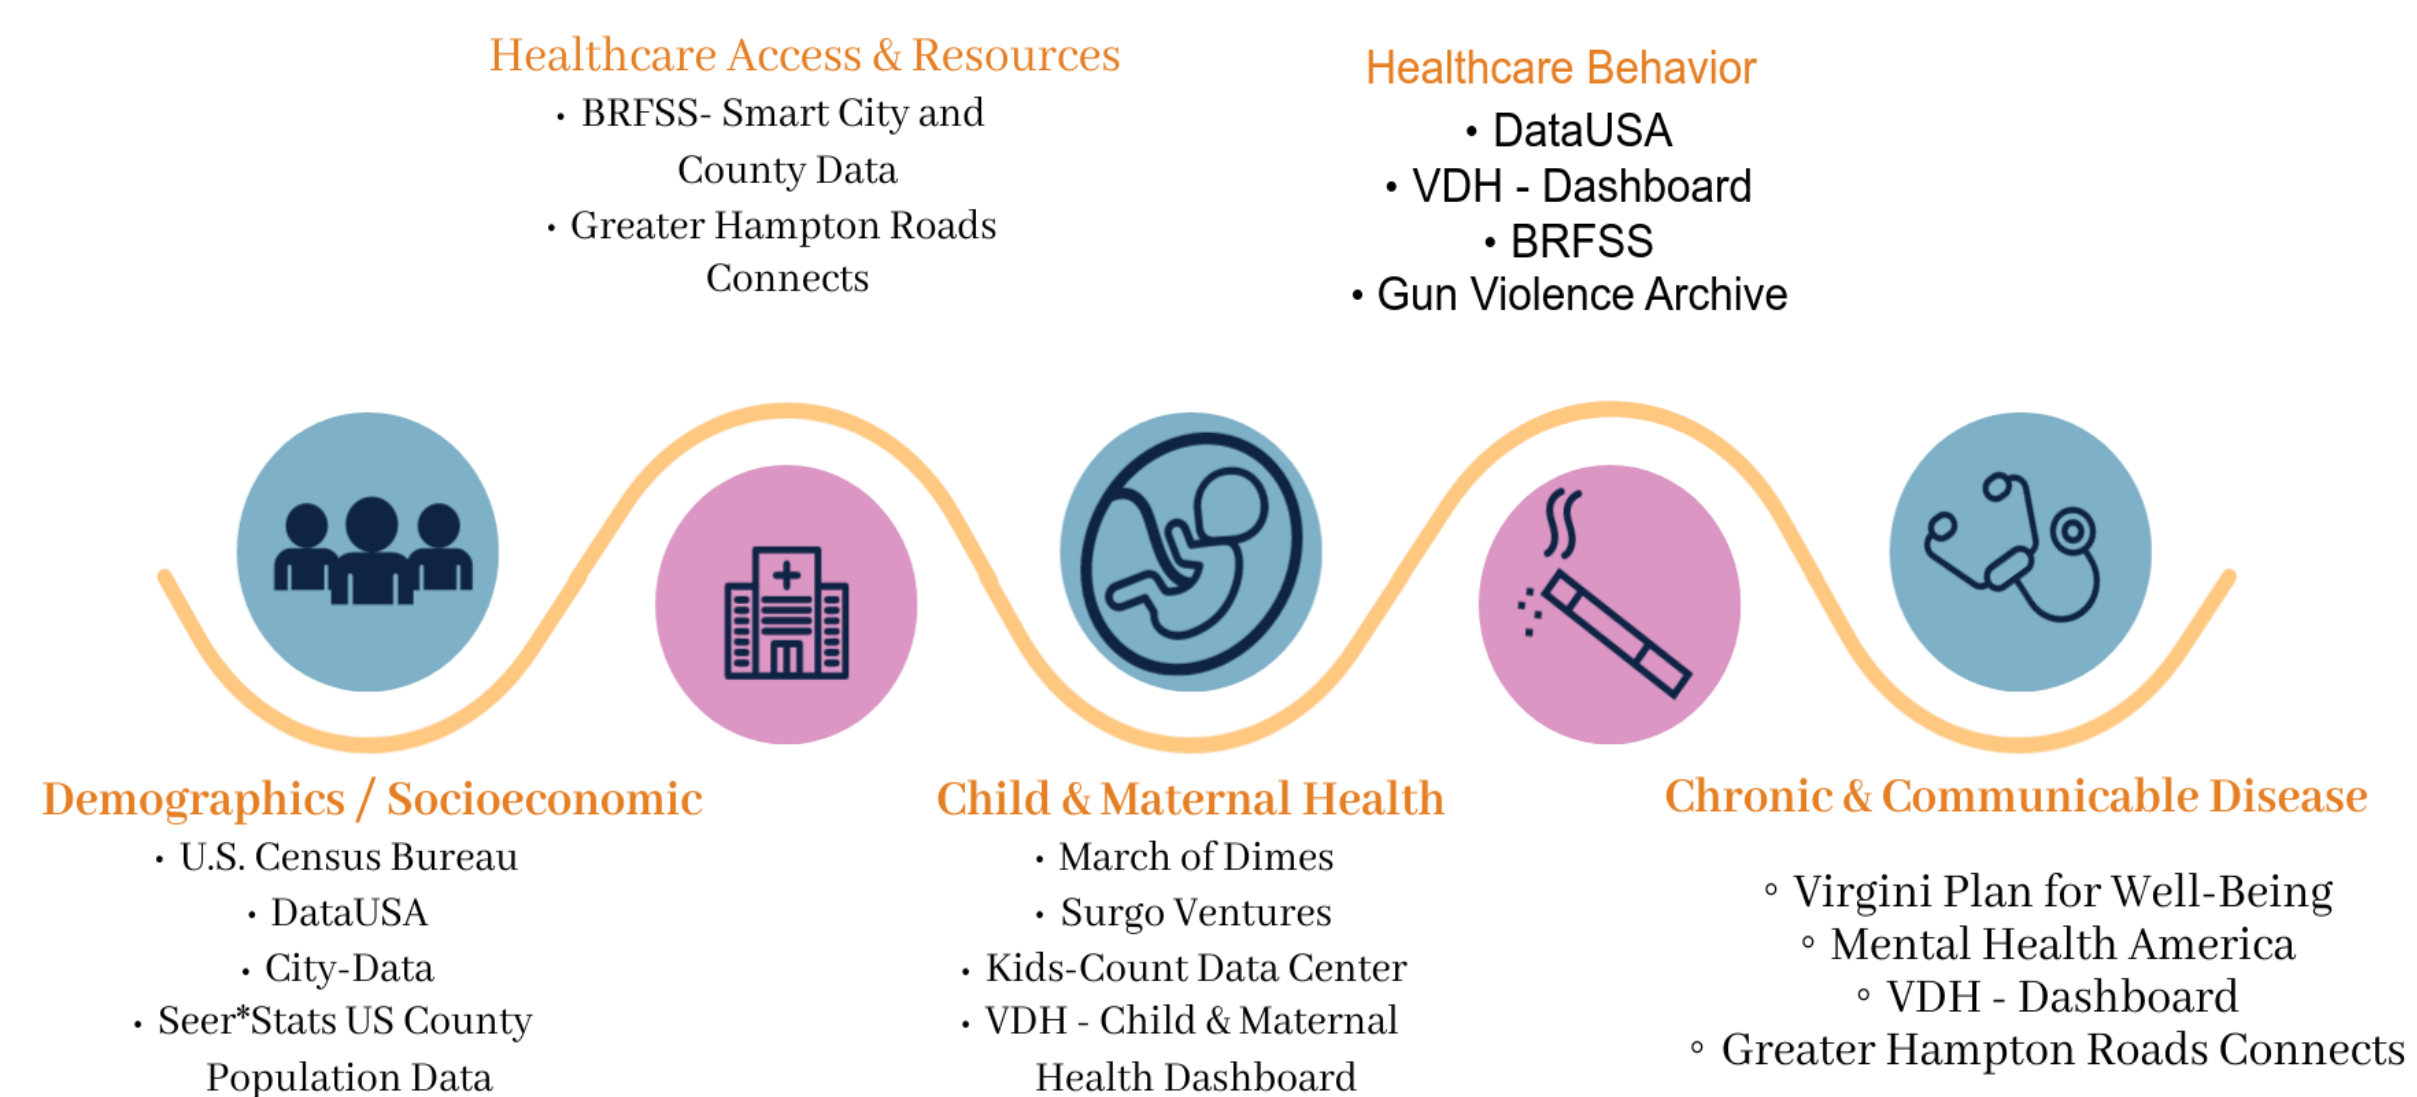 Healthcare Access & Resources
• BRFSS- Smart City and
County Data
• Greater Hampton Roads
Connects
Healthcare Behavior
• DataUSA
• VDH - Dashboard
• BRFSS
• Gun Violence Archive
Demographics / Socioeconomic
• U.S. Census Bureau
• DataUSA
• City-Data
• Seer*Stats US County
Population Data
Child & Maternal Health
• March of Dimes
• Surgo Ventures
• Kids-Count Data Center
• VDH - Child & Maternal
Health Dashboard
Chronic & Communicable Disease
◦ Virgini Plan for Well-Being
◦ Mental Health America
◦ VDH - Dashboard
◦ Greater Hampton Roads Connects